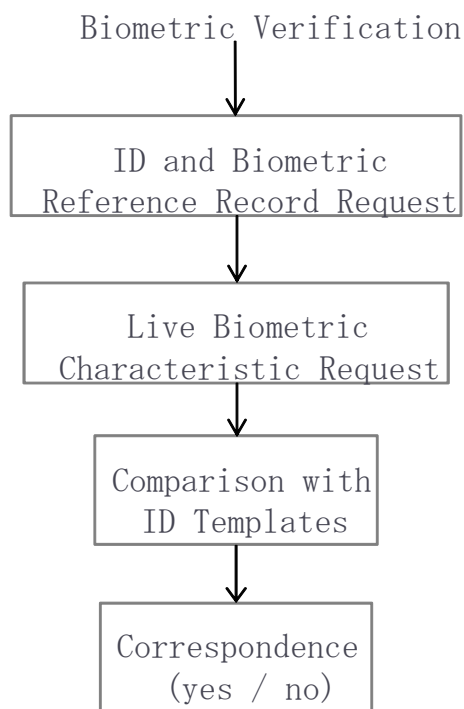 Biometric Verification
ID and Biometric
Reference Record Request
Live Biometric
Characteristic Request
Comparison with
ID Templates
Correspondence
(yes / no)